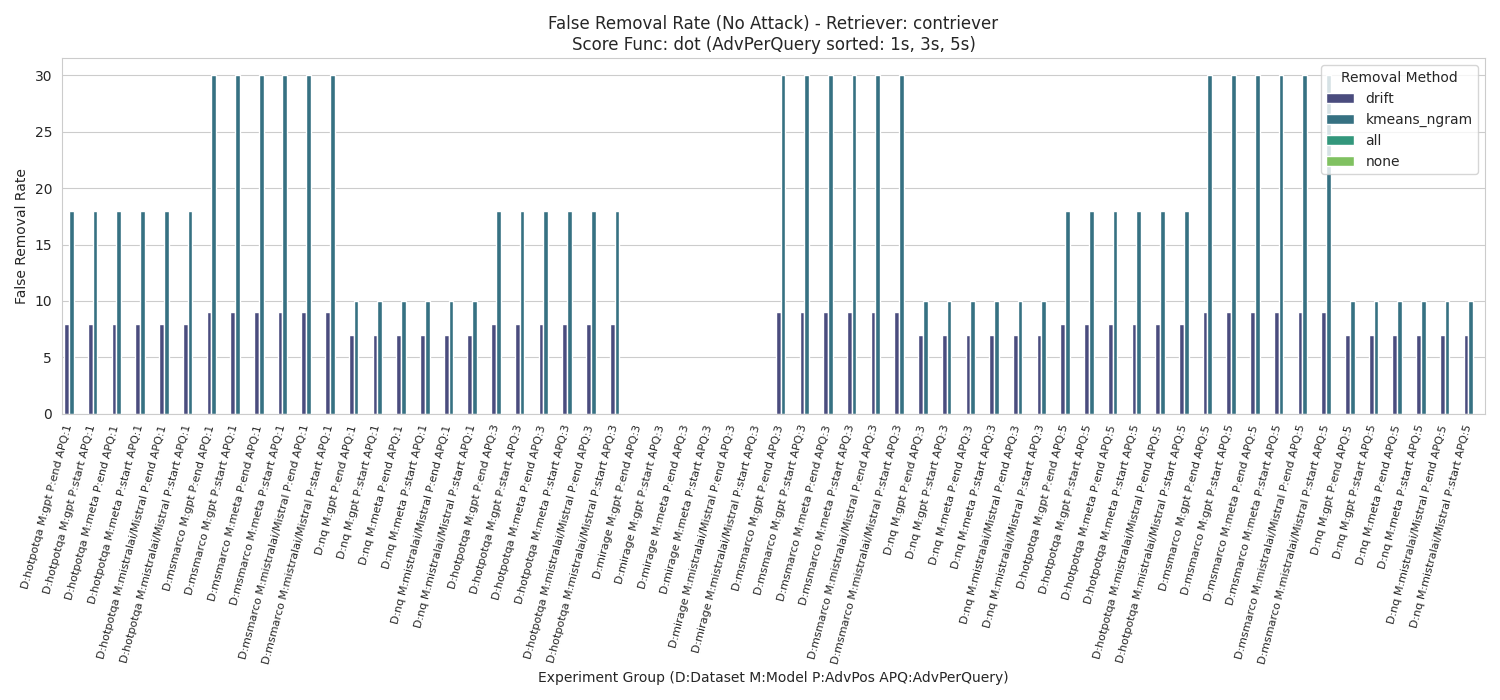 False Removal Rate (No Attack) - Retriever: contriever
Score Func: dot (AdvPerQuery sorted: 1s, 3s, 5s)
Removal Method
drift
kmeans_ngram
all
none
False Removal Rate
30
25
20
15
10
5
0
D:hotpotqa M:gpt P:end APQ:1
D:hotpotqa M:gpt P:start APQ:1
D:hotpotqa M:meta P:end APQ:1
D:hotpotqa M:meta P:start APQ:1
D:hotpotqa M:mistralai/Mistral P:end APQ:1
D:hotpotqa M:mistralai/Mistral P:start APQ:1
D:msmarco M:gpt P:end APQ:1
D:msmarco M:gpt P:start APQ:1
D:msmarco M:meta P:end APQ:1
D:msmarco M:meta P:start APQ:1
D:msmarco M:mistralai/Mistral P:end APQ:1
D:msmarco M:mistralai/Mistral P:start APQ:1
D:nq M:gpt P:end APQ:1
D:nq M:gpt P:start APQ:1
D:nq M:meta P:end APQ:1
D:nq M:meta P:start APQ:1
D:nq M:mistralai/Mistral P:end APQ:1
D:nq M:mistralai/Mistral P:start APQ:1
D:hotpotqa M:gpt P:end APQ:3
D:hotpotqa M:gpt P:start APQ:3
D:hotpotqa M:meta P:end APQ:3
D:hotpotqa M:meta P:start APQ:3
D:hotpotqa M:mistralai/Mistral P:end APQ:3
D:hotpotqa M:mistralai/Mistral P:start APQ:3
D:mirage M:gpt P:end APQ:3
D:mirage M:gpt P:start APQ:3
D:mirage M:meta P:end APQ:3
D:mirage M:meta P:start APQ:3
D:mirage M:mistralai/Mistral P:end APQ:3
D:mirage M:mistralai/Mistral P:start APQ:3
D:msmarco M:gpt P:end APQ:3
D:msmarco M:gpt P:start APQ:3
D:msmarco M:meta P:end APQ:3
D:msmarco M:meta P:start APQ:3
D:msmarco M:mistralai/Mistral P:end APQ:3
D:msmarco M:mistralai/Mistral P:start APQ:3
D:nq M:gpt P:end APQ:3
D:nq M:gpt P:start APQ:3
D:nq M:meta P:end APQ:3
D:nq M:meta P:start APQ:3
D:nq M:mistralai/Mistral P:end APQ:3
D:nq M:mistralai/Mistral P:start APQ:3
D:hotpotqa M:gpt P:end APQ:5
D:hotpotqa M:gpt P:start APQ:5
D:hotpotqa M:meta P:end APQ:5
D:hotpotqa M:meta P:start APQ:5
D:hotpotqa M:mistralai/Mistral P:end APQ:5
D:hotpotqa M:mistralai/Mistral P:start APQ:5
D:msmarco M:gpt P:end APQ:5
D:msmarco M:gpt P:start APQ:5
D:msmarco M:meta P:end APQ:5
D:msmarco M:meta P:start APQ:5
D:msmarco M:mistralai/Mistral P:end APQ:5
D:msmarco M:mistralai/Mistral P:start APQ:5
D:nq M:gpt P:end APQ:5
D:nq M:gpt P:start APQ:5
D:nq M:meta P:end APQ:5
D:nq M:meta P:start APQ:5
D:nq M:mistralai/Mistral P:end APQ:5
D:nq M:mistralai/Mistral P:start APQ:5
Experiment Group (D:Dataset M:Model P:AdvPos APQ:AdvPerQuery)